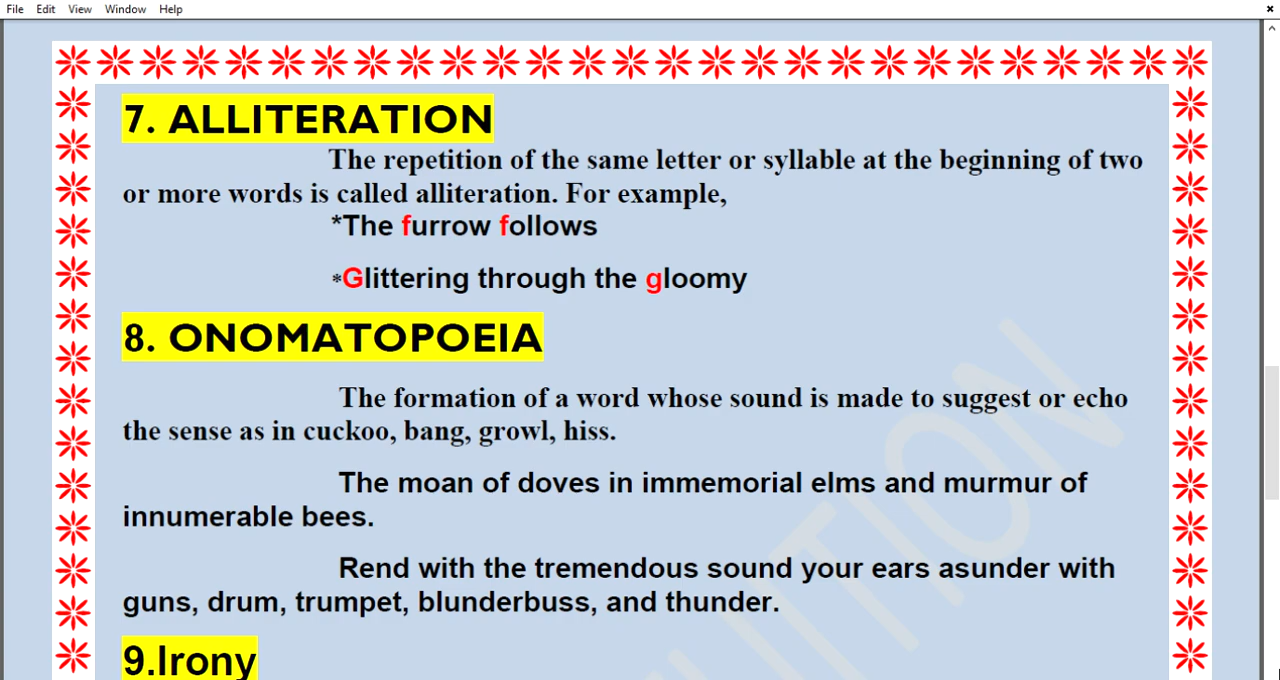 File Edit View Window Help
7. ALLITERATION
The repetition of the same letter or syllable at the beginning of two
or more words is called alliteration. For example,
*The furrow follows
*Glittering through the gloomy
8. ONOMATOPOEIA
The formation of a word whose sound is made to suggest or echo
the sense as in cuckoo, bang, growl, hiss.
The moan of doves in immemorial elms and murmur of
innumerable bees.
Rend with the tremendous sound your ears asunder with
guns, drum, trumpet, blunderbuss, and thunder.
9.Irony